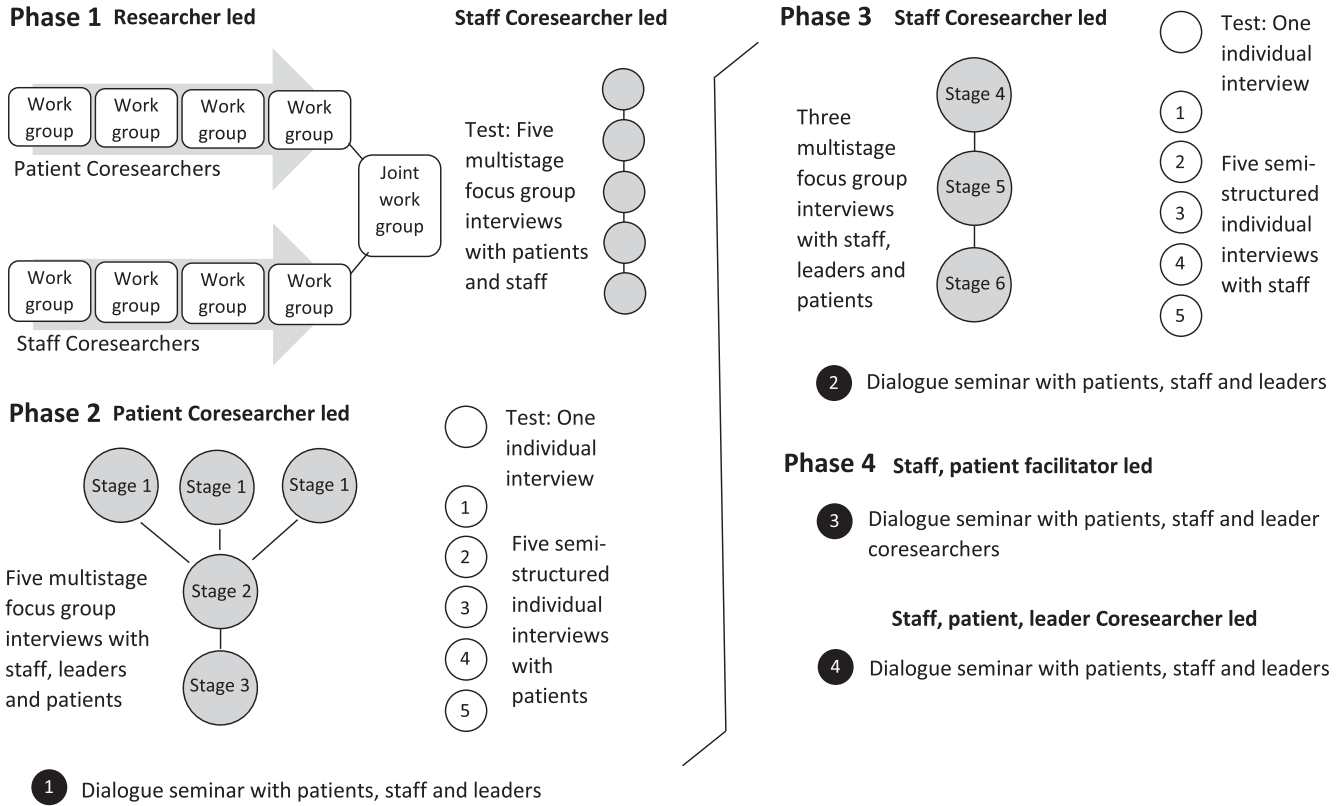 Phase 1 Researcher led
Work group
Work group
Work group
Work group
Patient Coresearchers
Joint work group
Work group
Work group
Work group
Work group
Staff Coresearchers
Staff Coresearcher led
Test: Five
multistage
focus group
interviews
with patients
and staff
Phase 2 Patient Coresearcher led
Stage 1
Stage 1
Stage 1
Stage 2
Stage 3
Five multistage
focus group
interviews with
staff, leaders
and patients
Test: One
individual
interview
1
2
3
4
5
Five semi-
structured
individual
interviews
with
patients
1 Dialogue seminar with patients, staff and leaders
Phase 3 Staff Coresearcher led
Three
multistage
focus group
interviews
with staff,
leaders and
patients
Stage 4
Stage 5
Stage 6
Test: One
individual
interview
1
2
3
4
5
Five semi-
structured
individual
interviews
with staff
2 Dialogue seminar with patients, staff and leaders
Phase 4 Staff, patient facilitator led
3 Dialogue seminar with patients, staff and leader
coresearchers
Staff, patient, leader Coresearcher led
4 Dialogue seminar with patients, staff and leaders